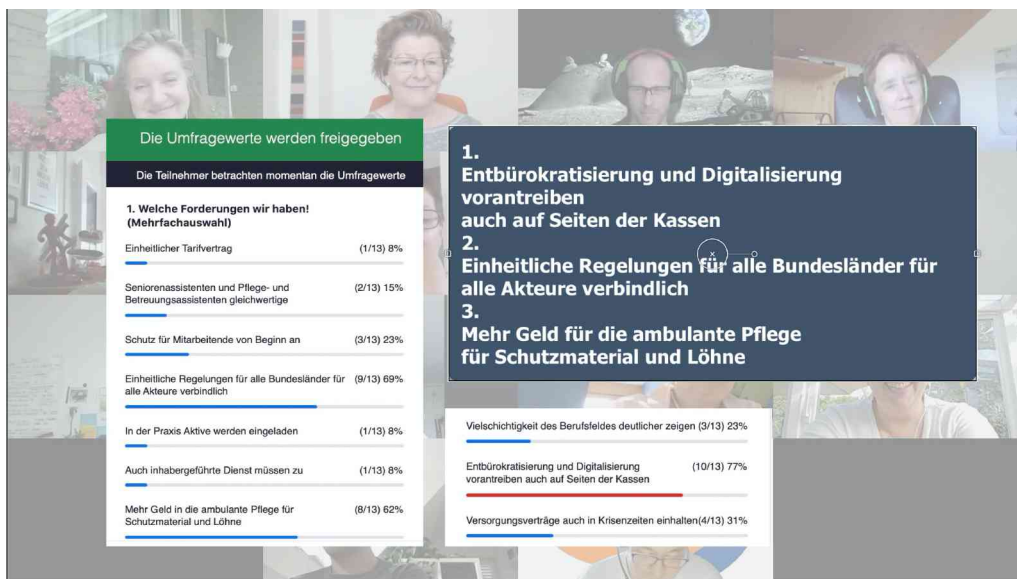 Die Umfragewerte werden freigegeben
Die Teilnehmer betrachten momentan die Umfragewerte
1. Welche Forderungen wir haben!
(Mehrfachauswahl)
Einheitlicher Tarifvertrag (1/13) 8%
Seniorenassistenten und Pflege- und (2/13) 15%
Betreuungsassistenten gleichwertige
Schutz für Mitarbeitende von Beginn an (3/13) 23%
Einheitliche Regelungen für alle Bundesländer für (9/13) 69%
alle Akteure verbindlich
In der Praxis Aktive werden eingeladen (1/13) 8%
Auch inhabergeführte Dienst müssen zu (1/13) 8%
Mehr Geld in die ambulante Pflege für (8/13) 62%
Schutzmaterial und Löhne
1.
Entbürokratisierung und Digitalisierung
vorantreiben
auch auf Seiten der Kassen
2.
Einheitliche Regelungen für alle Bundesländer für
alle Akteure verbindlich
3.
Mehr Geld für die ambulante Pflege
für Schutzmaterial und Löhne
Vielschichtigkeit des Berufsfeldes deutlicher zeigen (3/13) 23%
Entbürokratisierung und Digitalisierung (10/13) 77%
vorantreiben auch auf Seiten der Kassen
Versorgungsverträge auch in Krisenzeiten einhalten(4/13) 31%